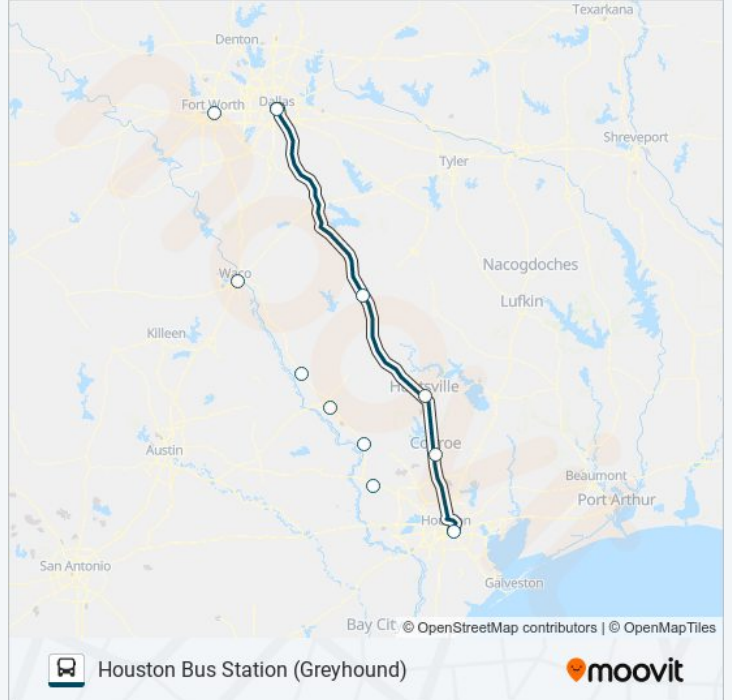 Texarkana
Denton
Fort Worth
Dallas
Shreveport
Tyler
Nacogdoches
Waco
Lufkin
Killeen
Huntsville
Conroe
Austin
Beaumont
Port Arthur
Houston
San Antonio
Galveston
Bay Cit
© OpenStreetMap contributors | © OpenMapTiles
Houston Bus Station (Greyhound)
moovit